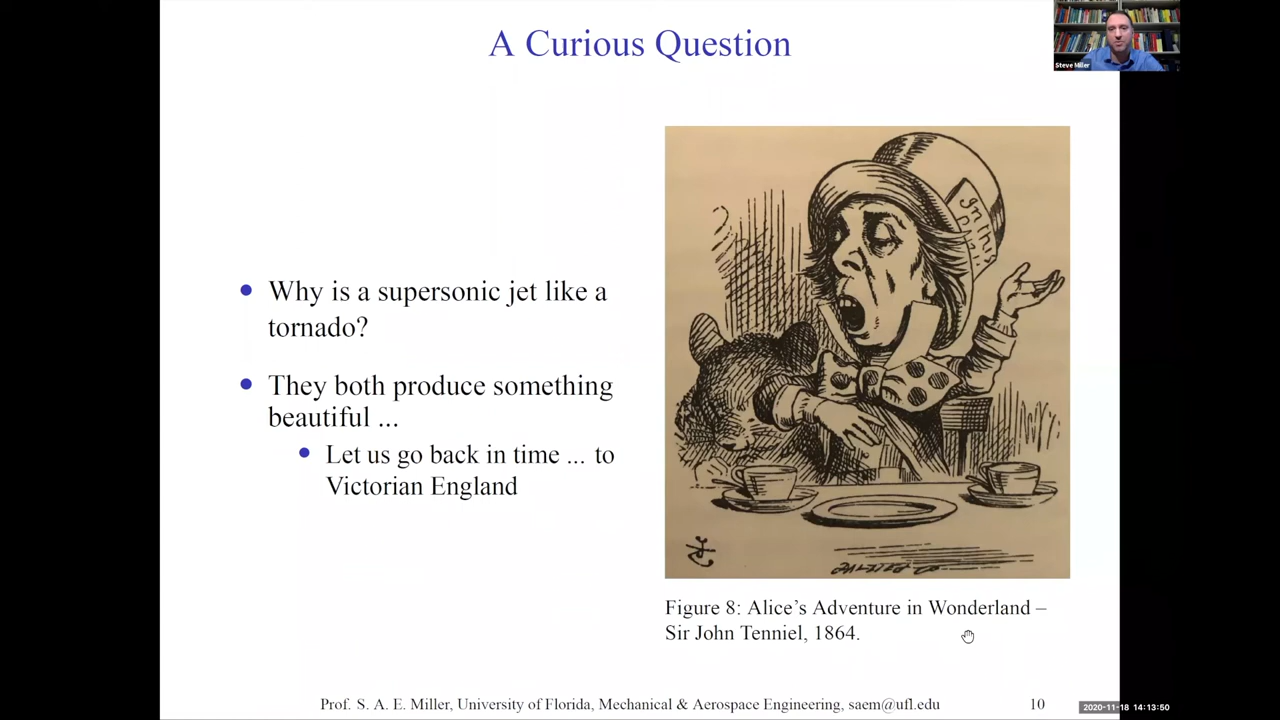 A Curious Question
Steve Miller
• Why is a supersonic jet like a
tornado?
• They both produce something
beautiful ...
• Let us go back in time ... to
Victorian England
In this
Figure 8: Alice's Adventure in Wonderland –
Sir John Tenniel, 1864.
Prof. S. A. E. Miller, University of Florida, Mechanical & Aerospace Engineering, saem@ufl.edu
10
2020-11-18 14:13:50